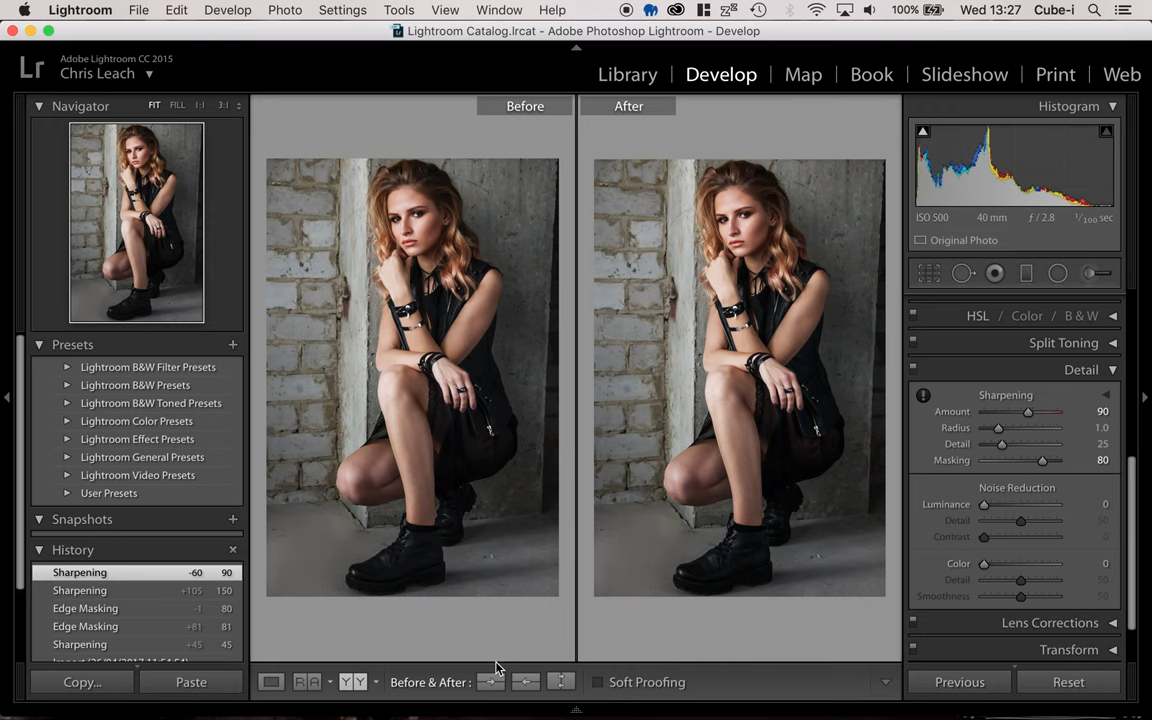 Lightroom File Edit Develop Photo Settings Tools View Window Help 100% Wed 13:27 Cube-i
Lightroom Catalog.lrcat - Adobe Photoshop Lightroom - Develop
Lr Adobe Lightroom CC 2015
Chris Leach
Library | Develop | Map | Book | Slideshow | Print | Web
Navigator FIT FILL 1:1 3:1
Before After
Histogram
ISO 500 40 mm ƒ / 2.8 1/100 sec
Original Photo
Presets +
Lightroom B&W Filter Presets
Lightroom B&W Presets
Lightroom B&W Toned Presets
Lightroom Color Presets
Lightroom Effect Presets
Lightroom General Presets
Lightroom Video Presets
User Presets
Snapshots +
History ×
Sharpening -60 90
Sharpening +105 150
Edge Masking -1 80
Edge Masking +81 81
Sharpening +45 45
Copy... Paste
HSL / Color / B & W
Split Toning
Detail
Sharpening
Amount 90
Radius 1.0
Detail 25
Masking 80
Noise Reduction
Luminance 0
Detail 50
Contrast 0
Color 0
Detail 50
Smoothness 50
Lens Corrections
Transform
R A Y Y Before & After : Soft Proofing
Previous Reset